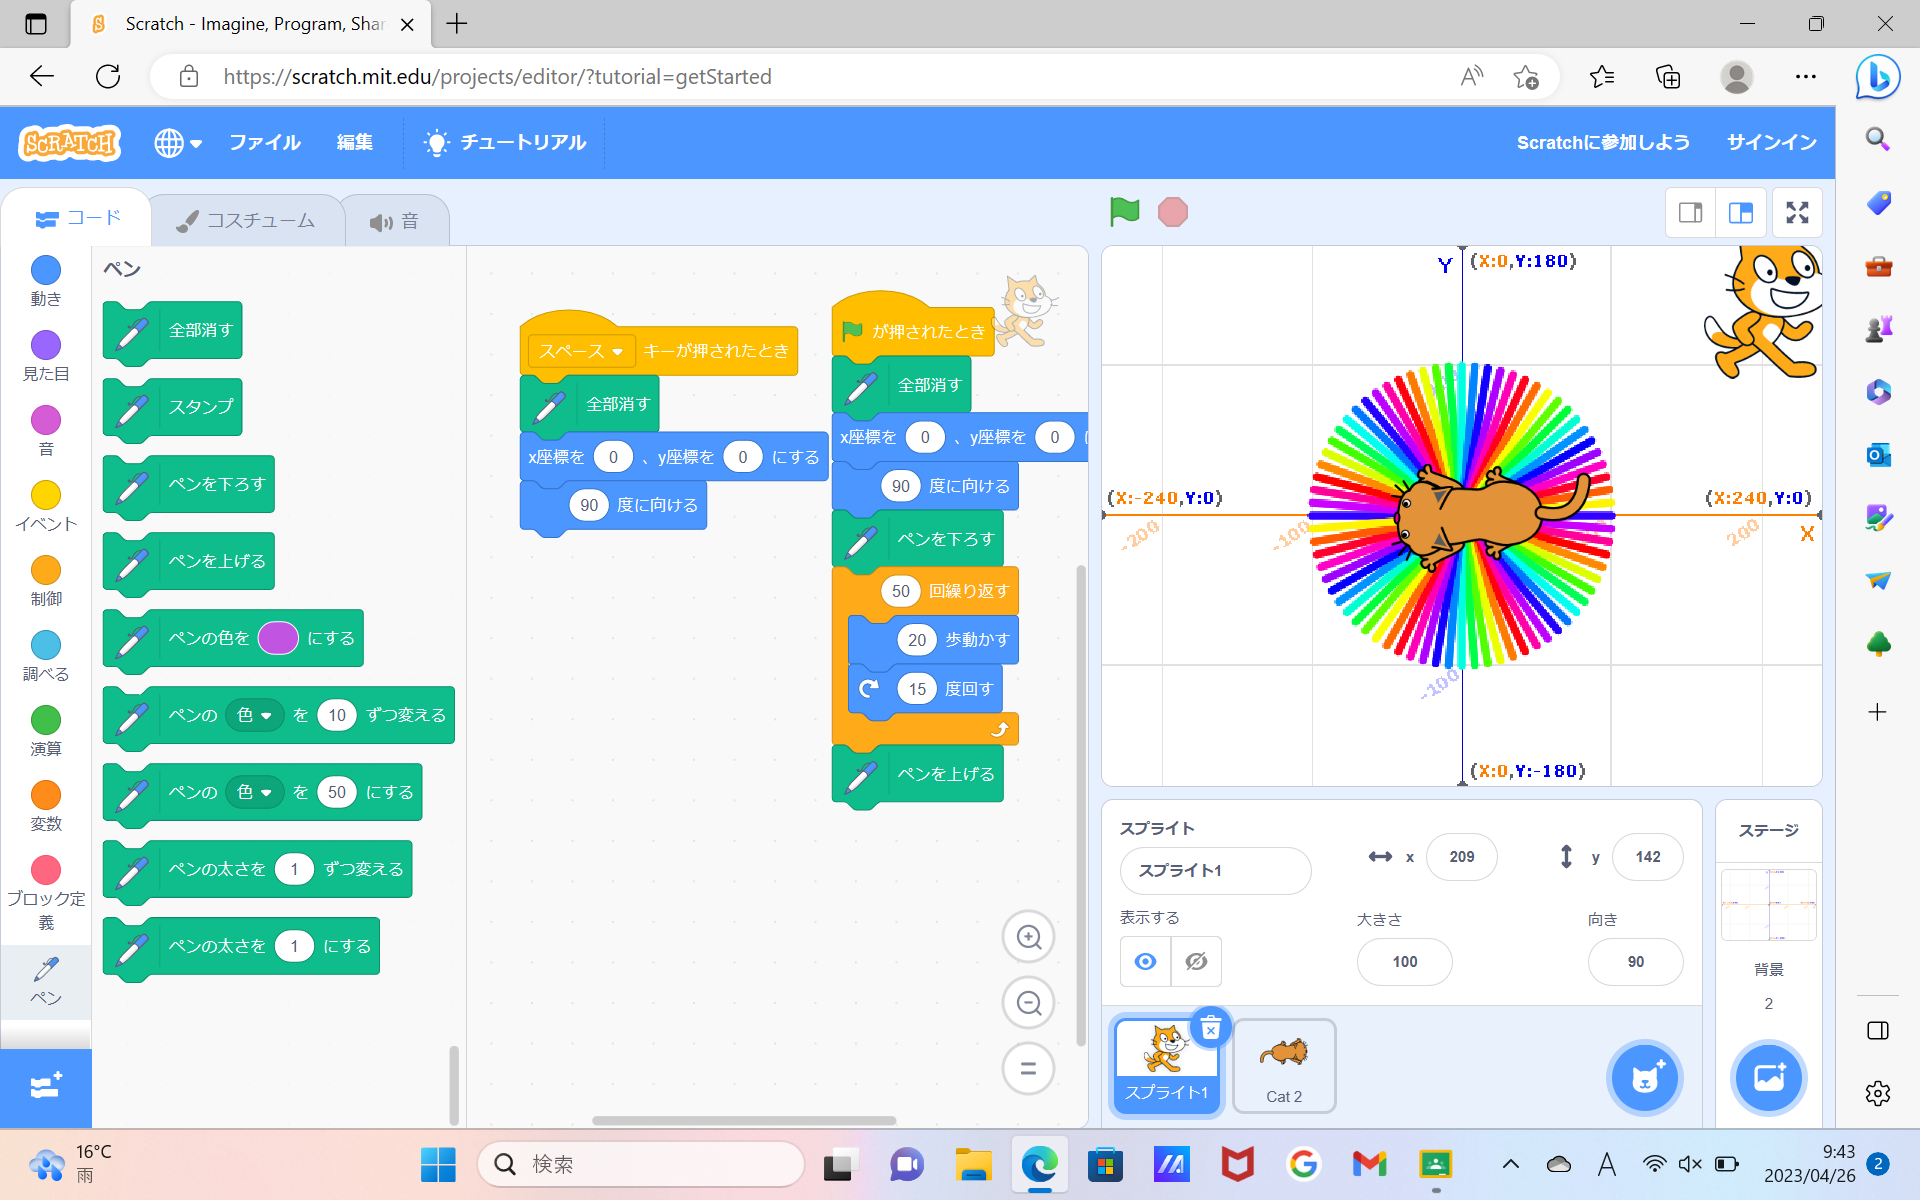 Scratch - Imagine, Program, Shar
https://scratch.mit.edu/projects/editor/?tutorial=getStarted
SCRATCH
ファイル
編集
チュートリアル
Scratchに参加しよう
サインイン
コード
コスチューム
音
動き
見た目
音
イベント
制御
調べる
演算
変数
ブロック定
義
ペン
ペン
全部消す
スタンプ
ペンを下ろす
ペンを上げる
ペンの色を にする
ペンの 色 を 10 ずつ変える
ペンの 色 を 50 にする
ペンの太さを 1 ずつ変える
ペンの太さを 1 にする
スペース キーが押されたとき
全部消す
x座標を 0 、y座標を 0 にする
90 度に向ける
が押されたとき
全部消す
x座標を 0 、y座標を 0
90 度に向ける
ペンを下ろす
50 回繰り返す
20 歩動かす
15 度回す
ペンを上げる
Y
(X:0,Y:180)
(X:-240,Y:0)
(X:240,Y:0)
-200
-100
200
X
-100
(X:0,Y:-180)
スプライト
スプライト1
x 209
y 142
表示する
大きさ 100
向き 90
スプライト1
Cat 2
ステージ
背景
2
16°C
雨
検索
A
9:43
2023/04/26
2